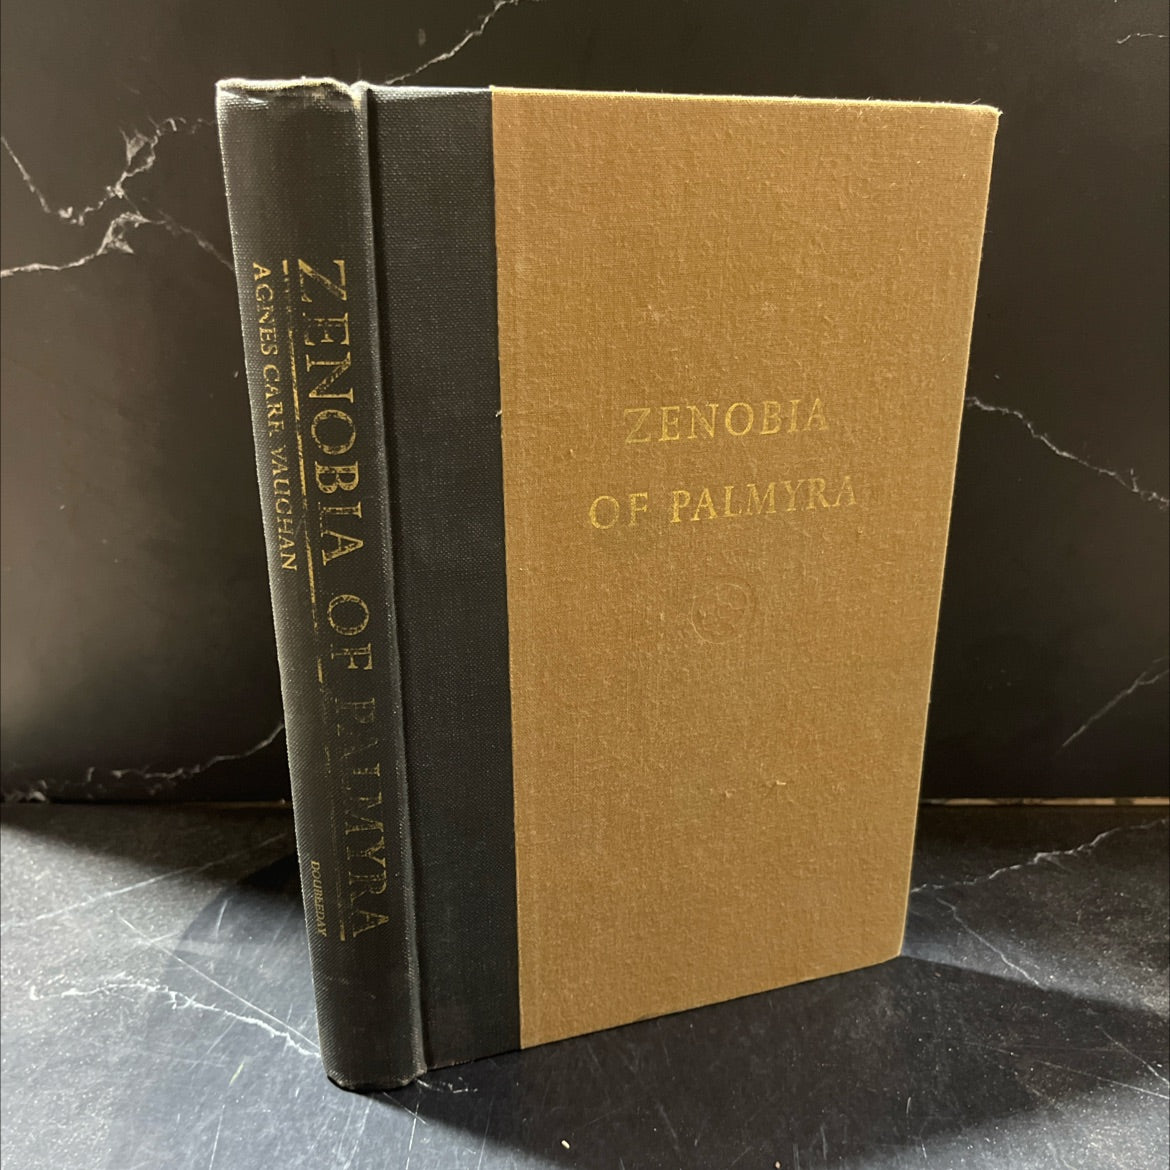 ZENOBIA OF PALMYRA
AGNES CARR VAUGHAN
DOUBLEDAY
ZENOBIA
OF PALMYRA